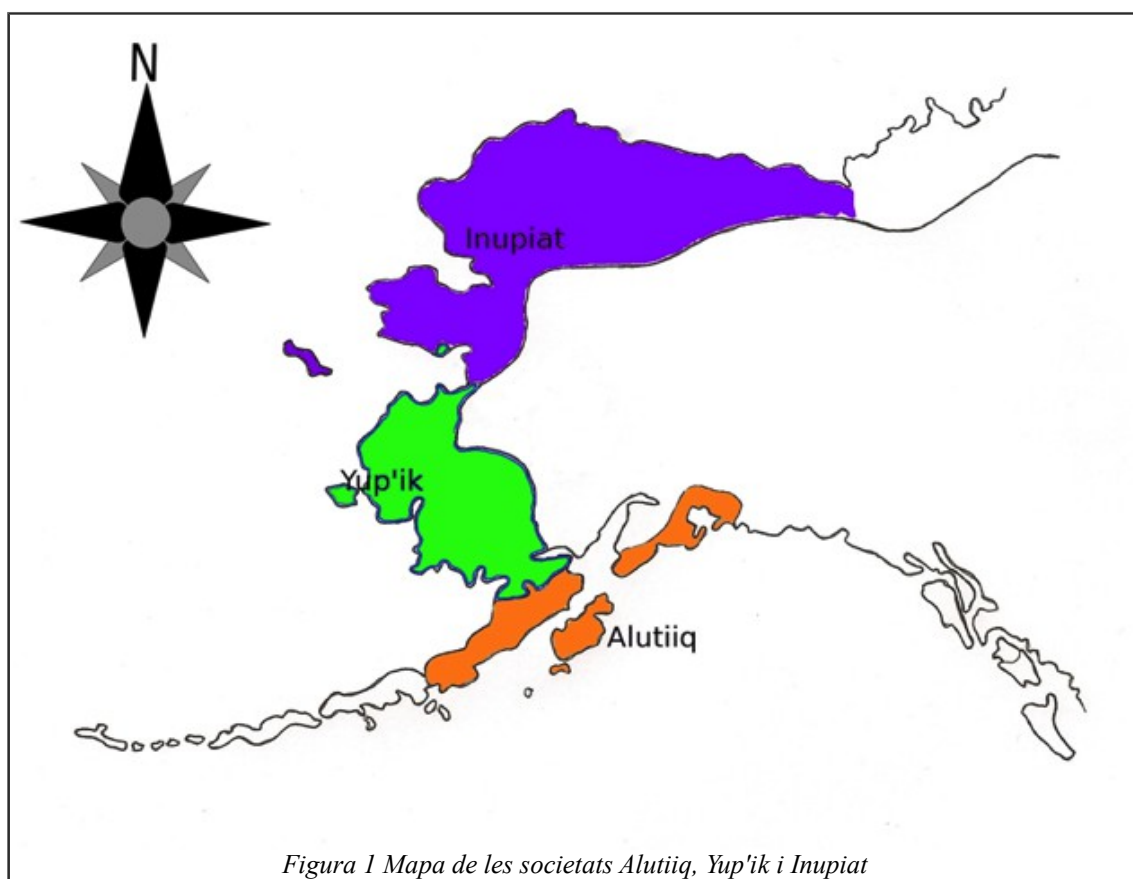 N
Inupiat
Yup'ik
Alutiiq
Figura 1 Mapa de les societats Alutiiq, Yup'ik i Inupiat